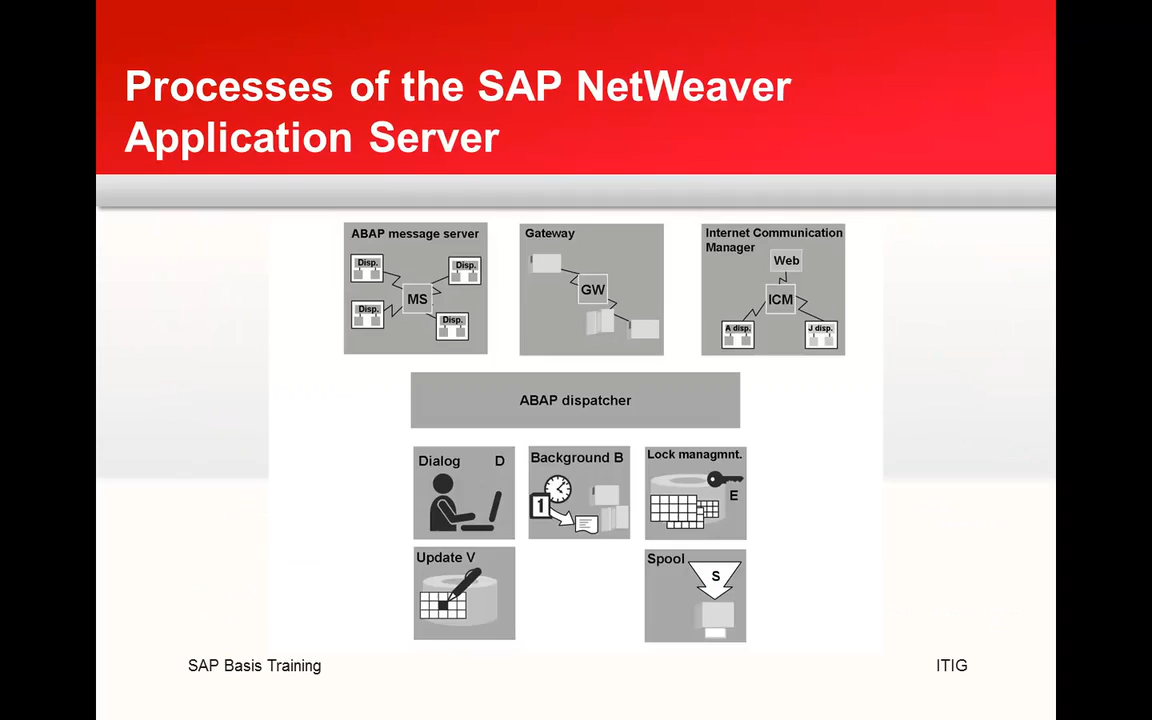 Processes of the SAP NetWeaver
Application Server
ABAP message server
Disp.
Disp.
MS
Disp.
Disp.
Gateway
GW
Internet Communication
Manager
Web
ICM
A disp.
J disp.
ABAP dispatcher
Dialog D
Background B
1
Lock managmnt.
E
Update V
Spool
S
SAP Basis Training
ITIG